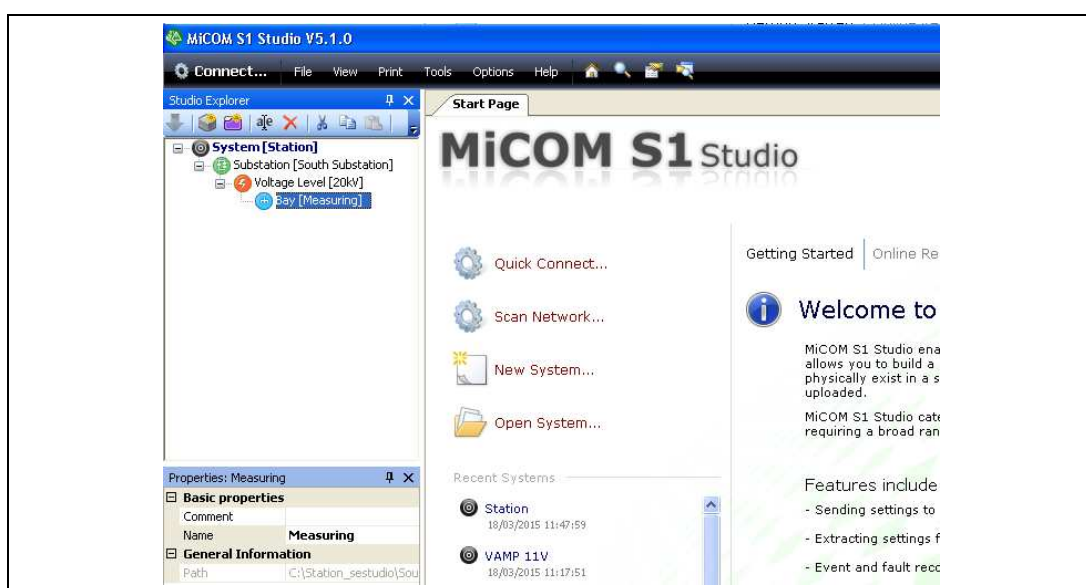 MiCOM S1 Studio V5.1.0
Connect... File View Print Tools Options Help
Studio Explorer
System [Station]
Substation [South Substation]
Voltage Level [20kV]
Bay [Measuring]
Properties: Measuring
Basic properties
Comment
Name Measuring
General Information
Path C:\Station_sestudio\Sou
Start Page
MiCOM S1 Studio
Quick Connect...
Scan Network...
New System...
Open System...
Recent Systems
Station
18/03/2015 11:47:59
VAMP 11V
18/03/2015 11:17:51
Getting Started Online Re
Welcome to
MiCOM S1 Studio ena
allows you to build a
physically exist in a s
uploaded.
MiCOM S1 Studio cate
requiring a broad ran
Features include
- Sending settings to
- Extracting settings f
- Event and fault reco